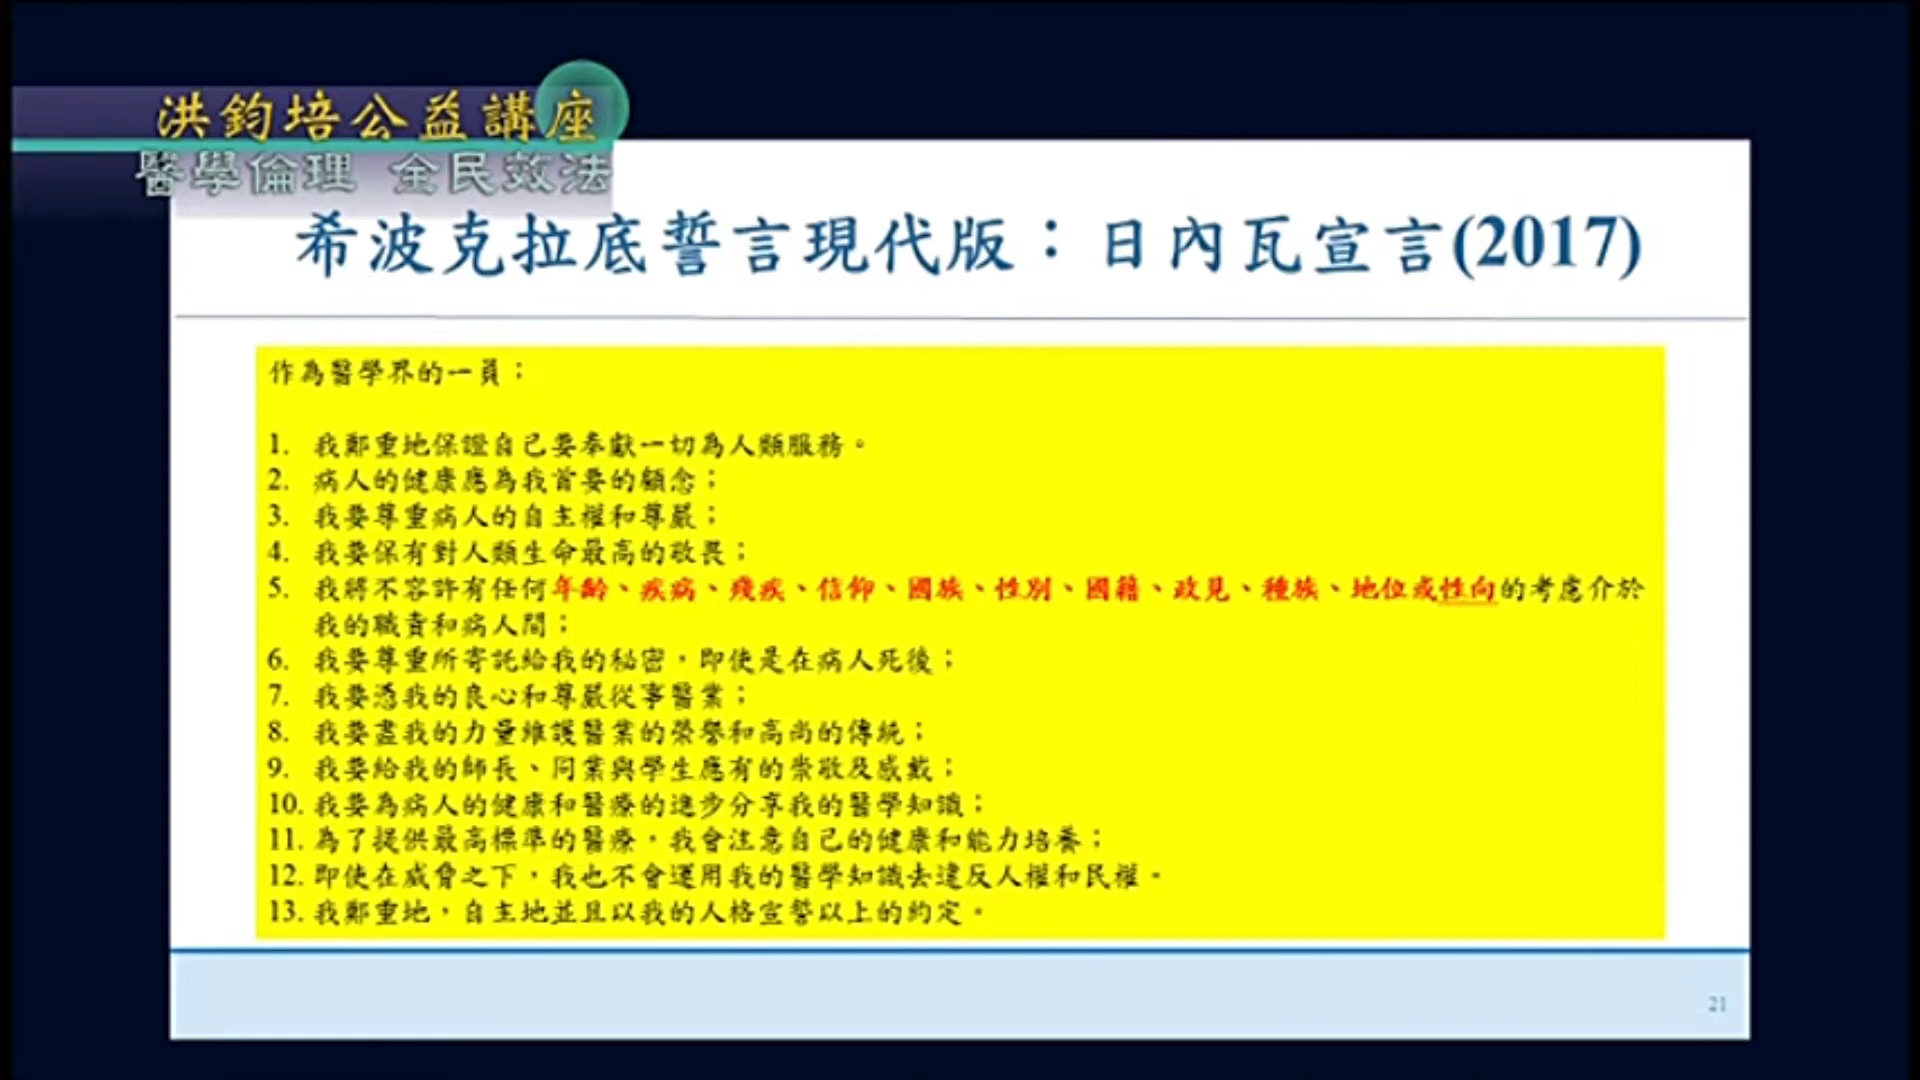 洪鈞培公益講座
醫學倫理 全民效法
希波克拉底誓言現代版：日內瓦宣言(2017)
作為醫學界的一員：
1. 我鄭重地保證自己要奉獻一切為人類服務。
2. 病人的健康應為我首要的顧念；
3. 我要尊重病人的自主權和尊嚴；
4. 我要保有對人類生命最高的敬畏；
5. 我將不容許有任何年齡、疾病、殘疾、信仰、國族、性別、國籍、政見、種族、地位或性向的考慮介於
我的職責和病人間；
6. 我要尊重所寄託給我的秘密，即使是在病人死後；
7. 我要憑我的良心和尊嚴從事醫業；
8. 我要盡我的力量維護醫業的榮譽和高尚的傳統；
9. 我要給我的師長、同業與學生應有的崇敬及感戴；
10. 我要為病人的健康和醫療的進步分享我的醫學知識；
11. 為了提供最高標準的醫療，我會注意自己的健康和能力培養；
12. 即使在威脅之下，我也不會運用我的醫學知識去違反人權和民權。
13. 我鄭重地，自主地並且以我的人格宣誓以上的約定。
21